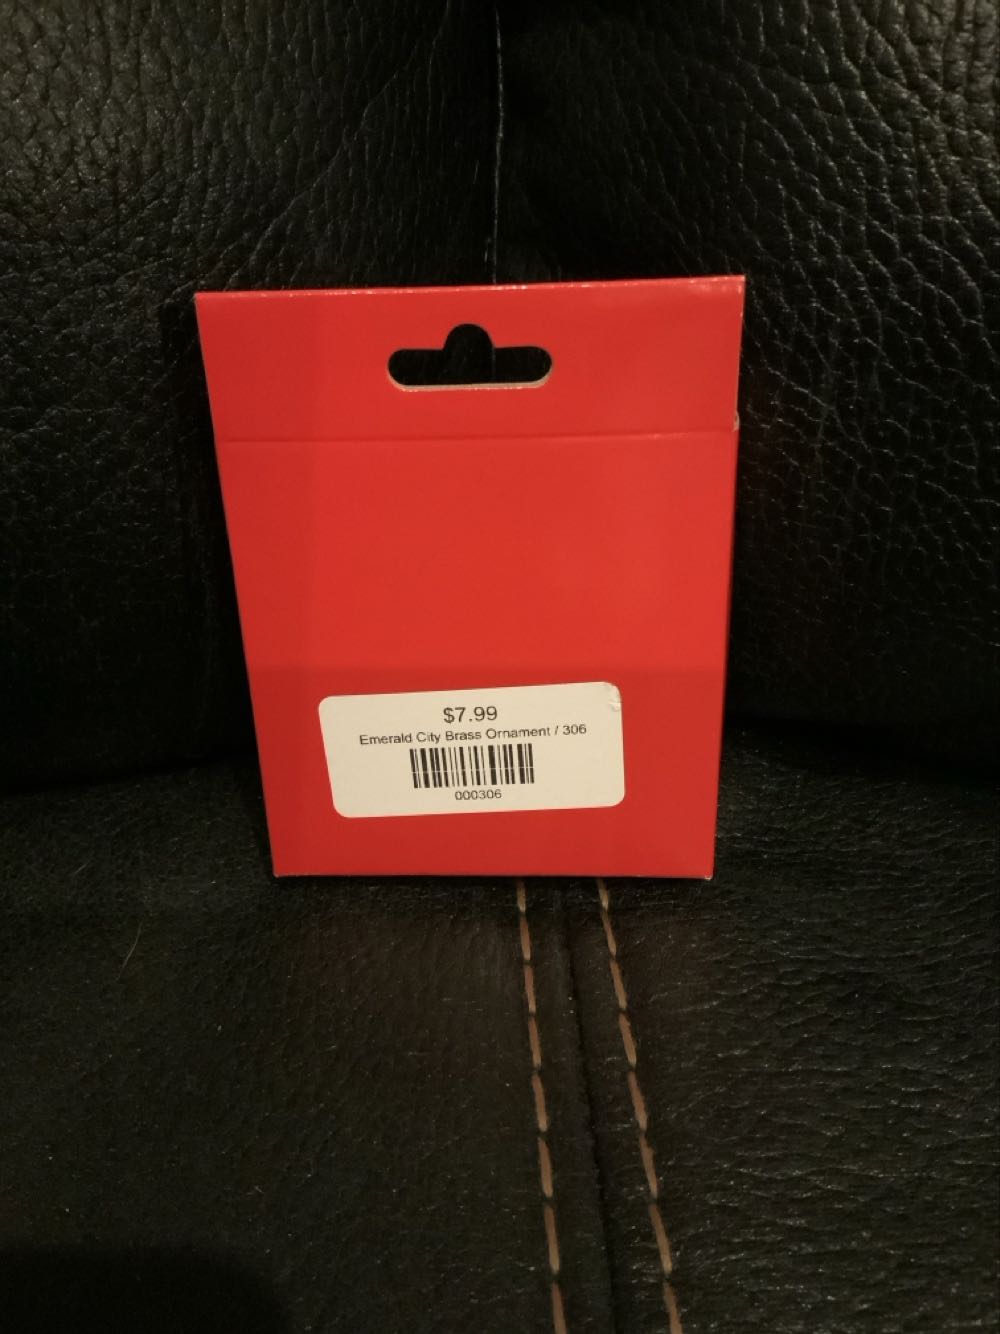 $7.99
Emerald City Brass Ornament / 306
000306